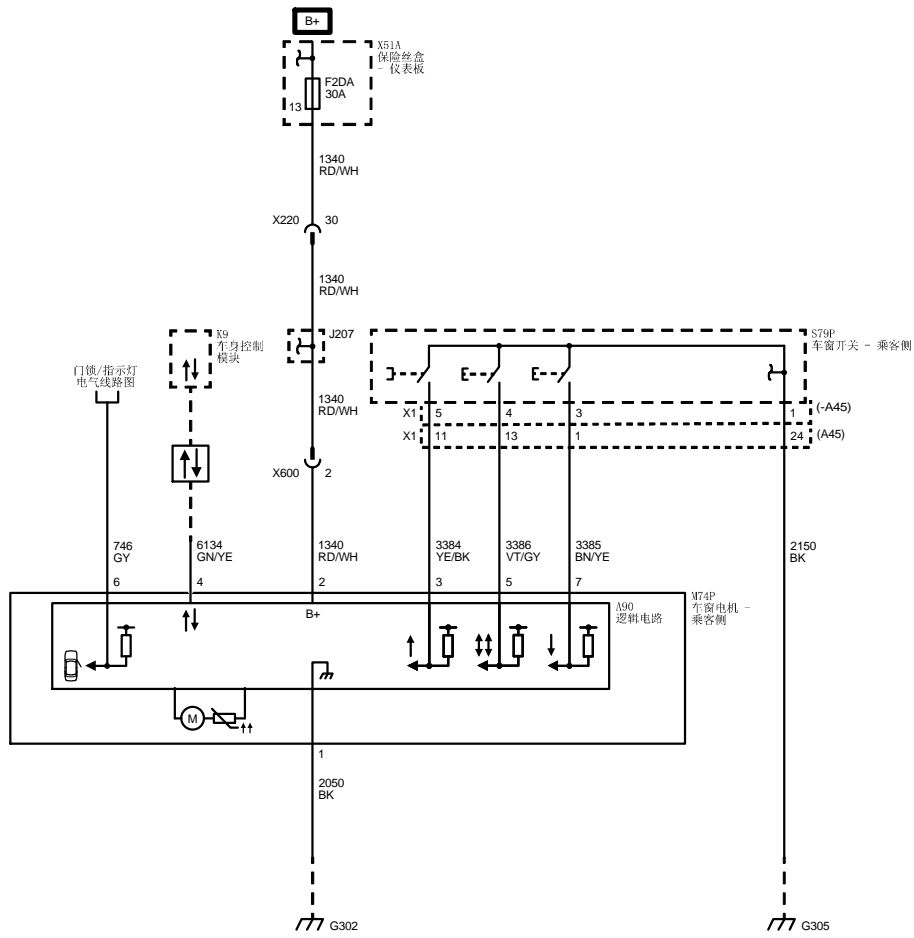 B+
X51A
保险丝盒
- 仪表板
F2DA
30A
13
1340
RD/WH
X220
30
1340
RD/WH
K9
车身控制
模块
J207
S79P
车窗开关 - 乘客侧
门锁/指示灯
电气线路图
1340
RD/WH
X1
5
4
3
1
(-A45)
X1
11
13
1
24
(A45)
X600
2
746
GY
6134
GN/YE
1340
RD/WH
3384
YE/BK
3386
VT/GY
3385
BN/YE
2150
BK
6
4
2
3
5
7
M74P
车窗电机 -
乘客侧
B+
A90
逻辑电路
M
1
2050
BK
G302
G305